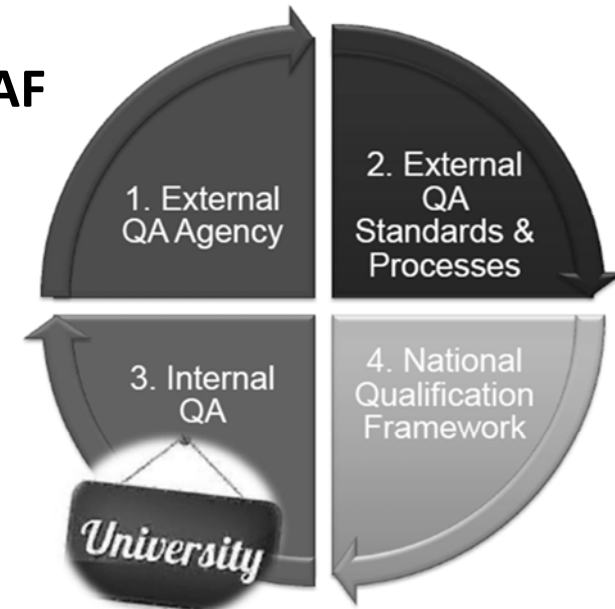 AF
1. External
QA Agency
2. External
QA
Standards &
Processes
3. Internal
QA
4. National
Qualification
Framework
University